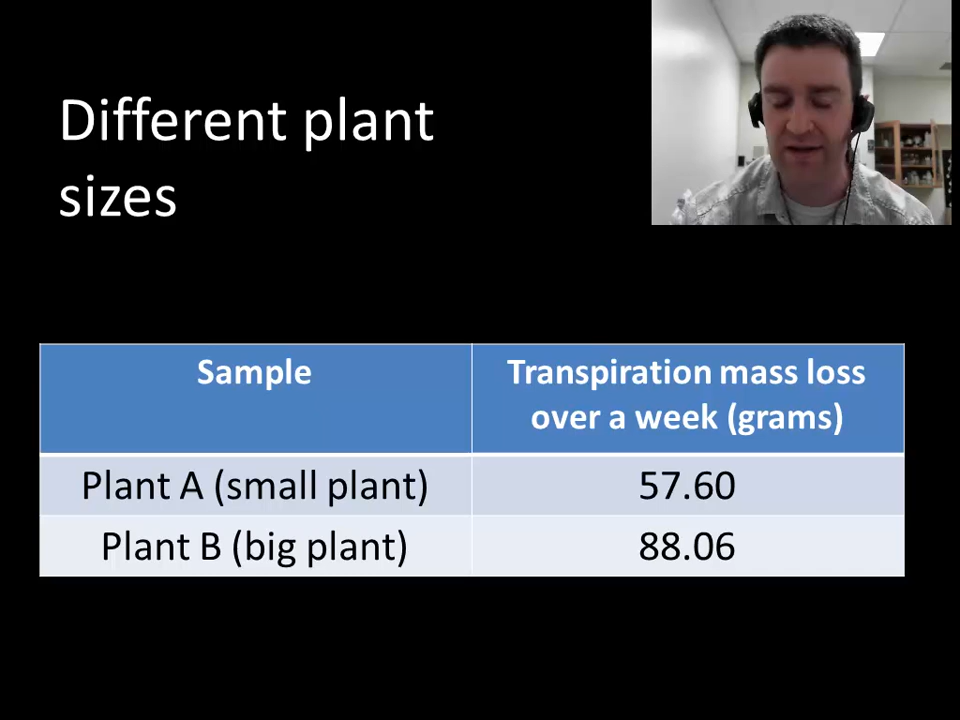 Different plant
sizes
Sample
Transpiration mass loss
over a week (grams)
Plant A (small plant)
57.60
Plant B (big plant)
88.06